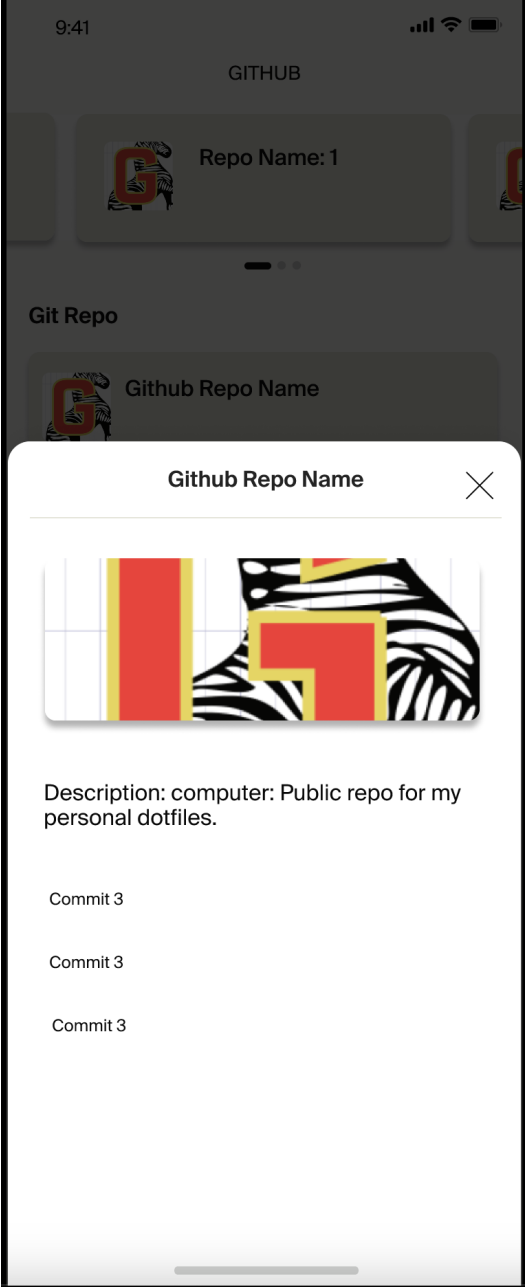 9:41
GITHUB
G
Repo Name: 1
G
Git Repo
G
Github Repo Name
Github Repo Name
G
Description: computer: Public repo for my
personal dotfiles.
Commit 3
Commit 3
Commit 3